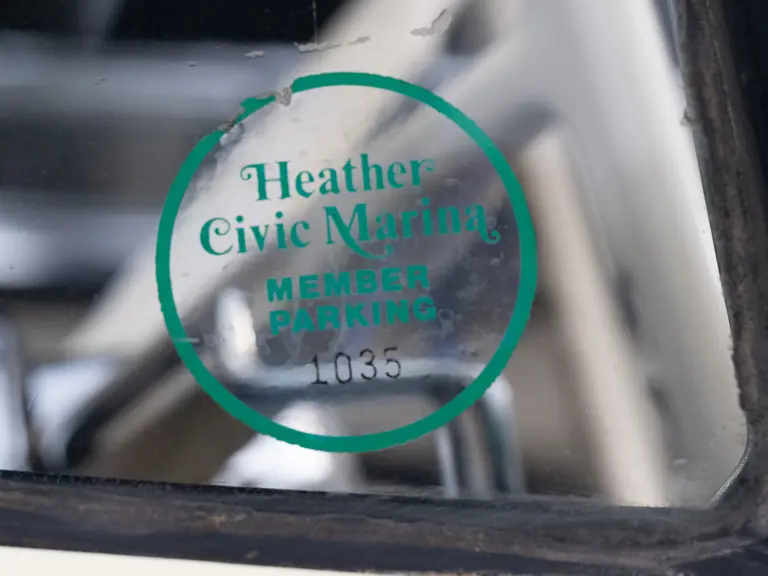 Heather
Civic Marina
MEMBER
PARKING
1035